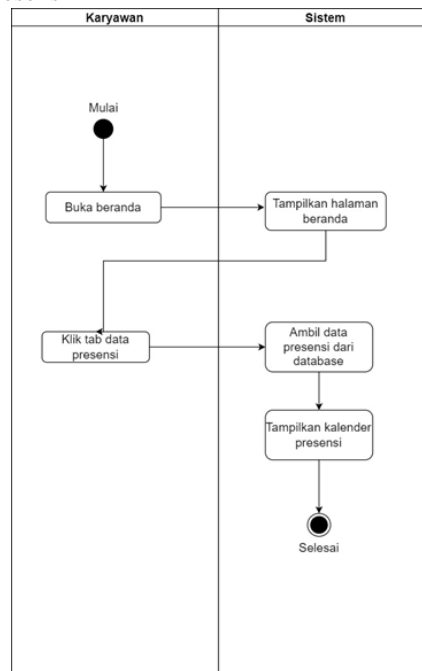 Karyawan
Sistem
Mulai
Buka beranda
Tampilkan halaman
beranda
Klik tab data
presensi
Ambil data
presensi dari
database
Tampilkan kalender
presensi
Selesai